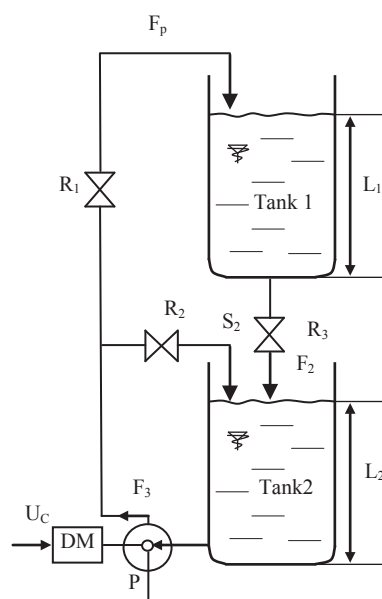 F_p
R_1
Tank 1
L_1
R_2
S_2
R_3
F_2
Tank2
L_2
F_3
U_C
DM
P